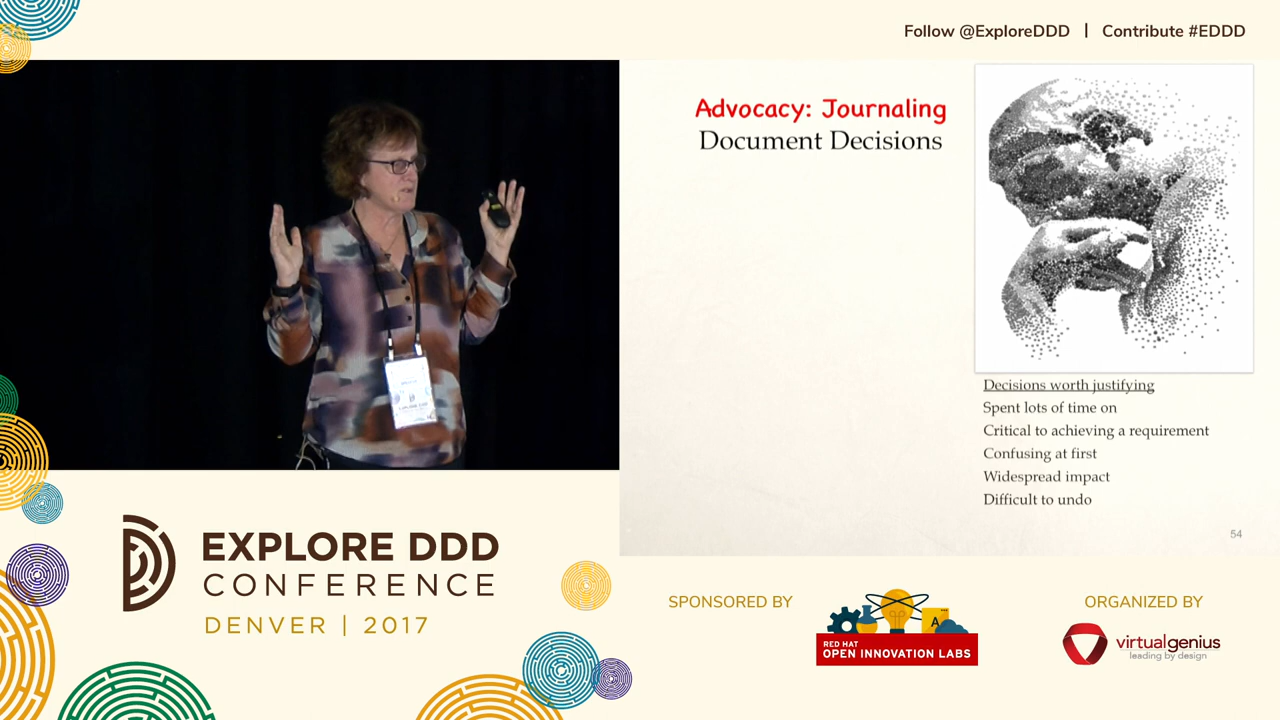 Follow @ExploreDDD | Contribute #EDDD
Advocacy: Journaling
Document Decisions
Decisions worth justifying
Spent lots of time on
Critical to achieving a requirement
Confusing at first
Widespread impact
Difficult to undo
54
EXPLORE DDD
CONFERENCE
DENVER | 2017
SPONSORED BY
A
RED HAT
OPEN INNOVATION LABS
ORGANIZED BY
virtualgenius
leading by design